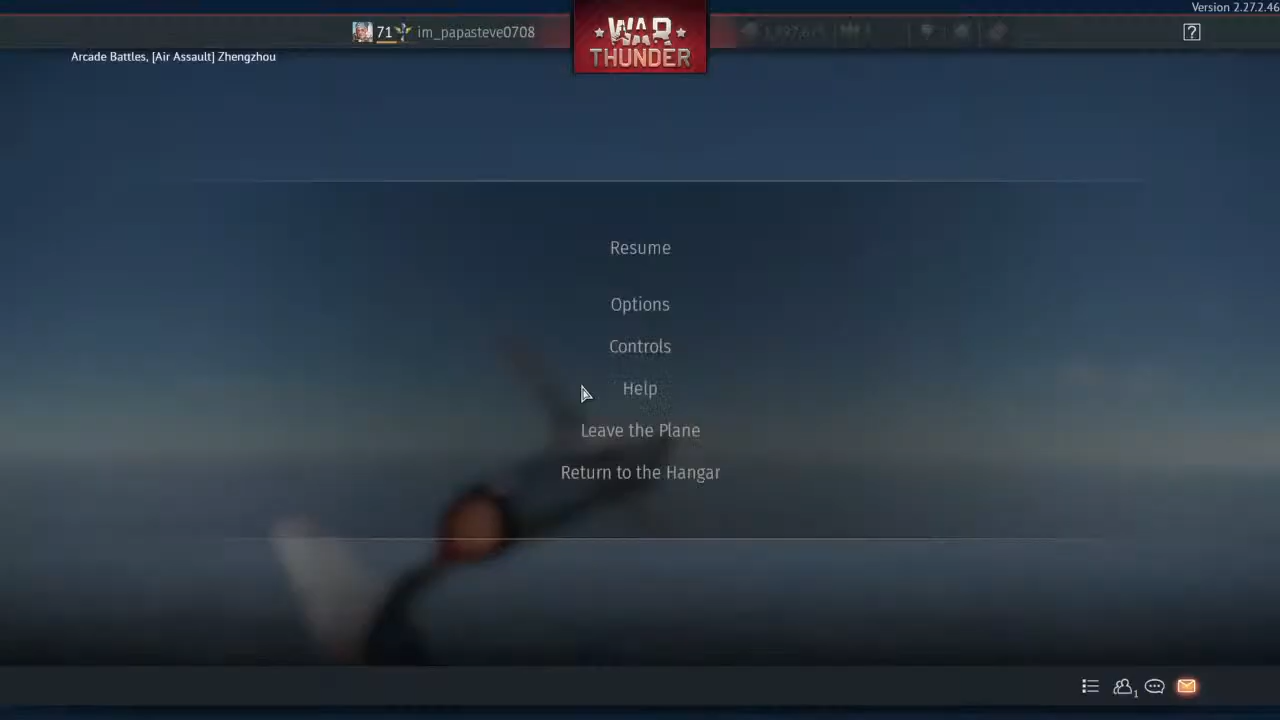 Version 2.27.2.46
71 im_papasteve0708
WAR
THUNDER
?
Arcade Battles, [Air Assault] Zhengzhou
Resume
Options
Controls
Help
Leave the Plane
Return to the Hangar
1